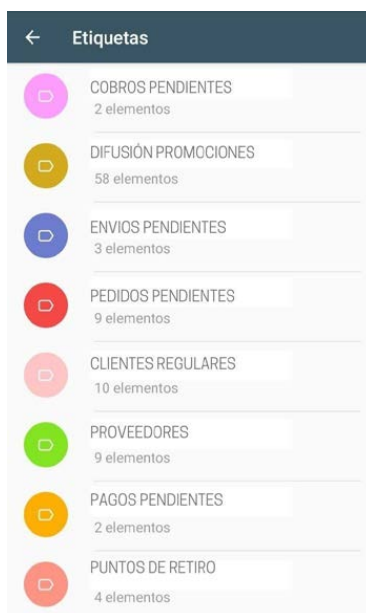 Etiquetas
COBROS PENDIENTES
2 elementos
DIFUSIÓN PROMOCIONES
58 elementos
ENVIOS PENDIENTES
3 elementos
PEDIDOS PENDIENTES
9 elementos
CLIENTES REGULARES
10 elementos
PROVEEDORES
9 elementos
PAGOS PENDIENTES
2 elementos
PUNTOS DE RETIRO
4 elementos